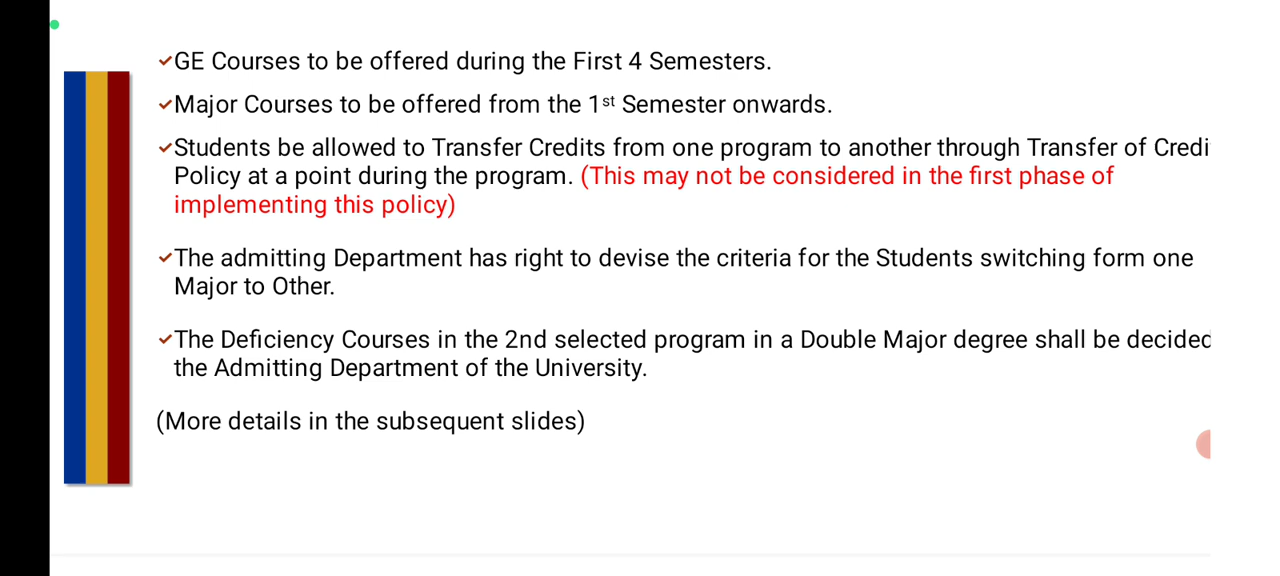 ✓GE Courses to be offered during the First 4 Semesters.
✓Major Courses to be offered from the 1st Semester onwards.
✓Students be allowed to Transfer Credits from one program to another through Transfer of Credi
Policy at a point during the program. (This may not be considered in the first phase of
implementing this policy)
✓The admitting Department has right to devise the criteria for the Students switching form one
Major to Other.
✓The Deficiency Courses in the 2nd selected program in a Double Major degree shall be decided
the Admitting Department of the University.
(More details in the subsequent slides)